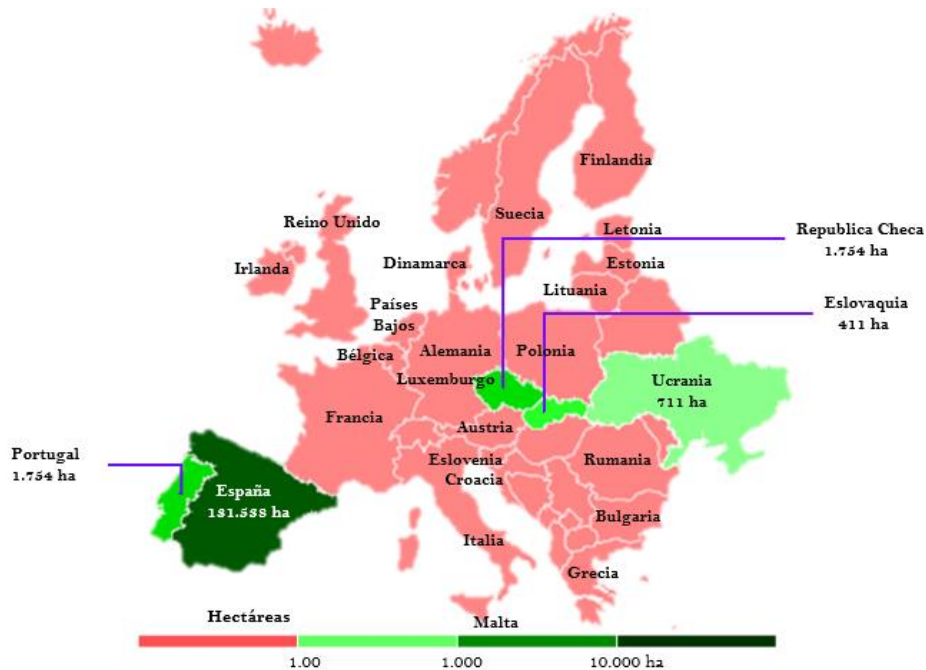 Finlandia
Suecia
Reino Unido
Letonia
Republica Checa
1.754 ha
Irlanda
Dinamarca
Estonia
Lituania
Países
Bajos
Eslovaquia
411 ha
Bélgica
Alemania
Polonia
Luxemburgo
Ucrania
711 ha
Francia
Austria
Portugal
1.754 ha
Eslovenia
Croacia
Rumania
España
131.538 ha
Bulgaria
Italia
Grecia
Hectáreas
Malta
1.00
1.000
10.000 ha